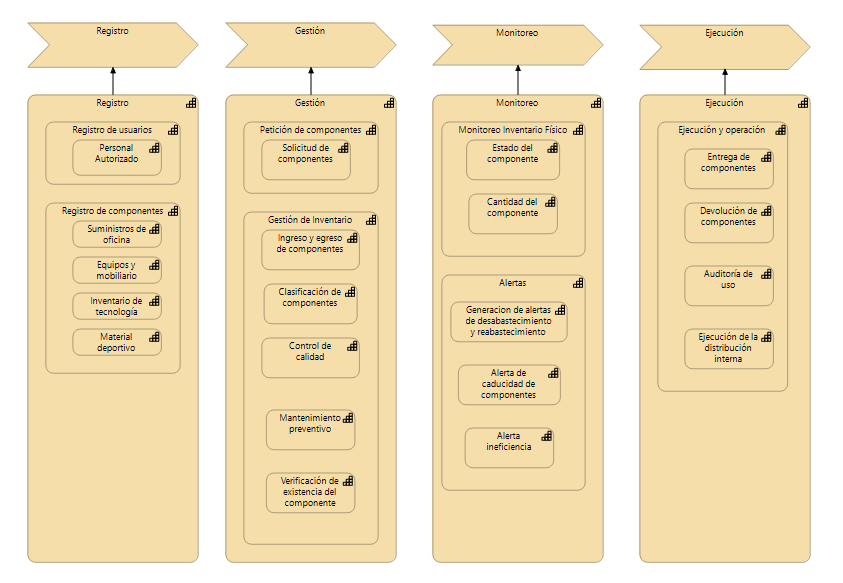 Registro
Gestión
Monitoreo
Ejecución
Registro
Registro de usuarios
Personal
Autorizado
Registro de componentes
Suministros de
oficina
Equipos y
mobiliario
Inventario de
tecnología
Material
deportivo
Gestión
Petición de componentes
Solicitud de
componentes
Gestión de Inventario
Ingreso y egreso
de componentes
Clasificación de
componentes
Control de
calidad
Mantenimiento
preventivo
Verificación de
existencia del
componente
Monitoreo
Monitoreo Inventario Físico
Estado del
componente
Cantidad del
componente
Alertas
Generacion de alertas
de desabastecimiento
y reabastecimiento
Alerta de
caducidad de
componentes
Alerta
ineficiencia
Ejecución
Ejecución y operación
Entrega de
componentes
Devolución de
componentes
Auditoría de
uso
Ejecución de la
distribución
interna